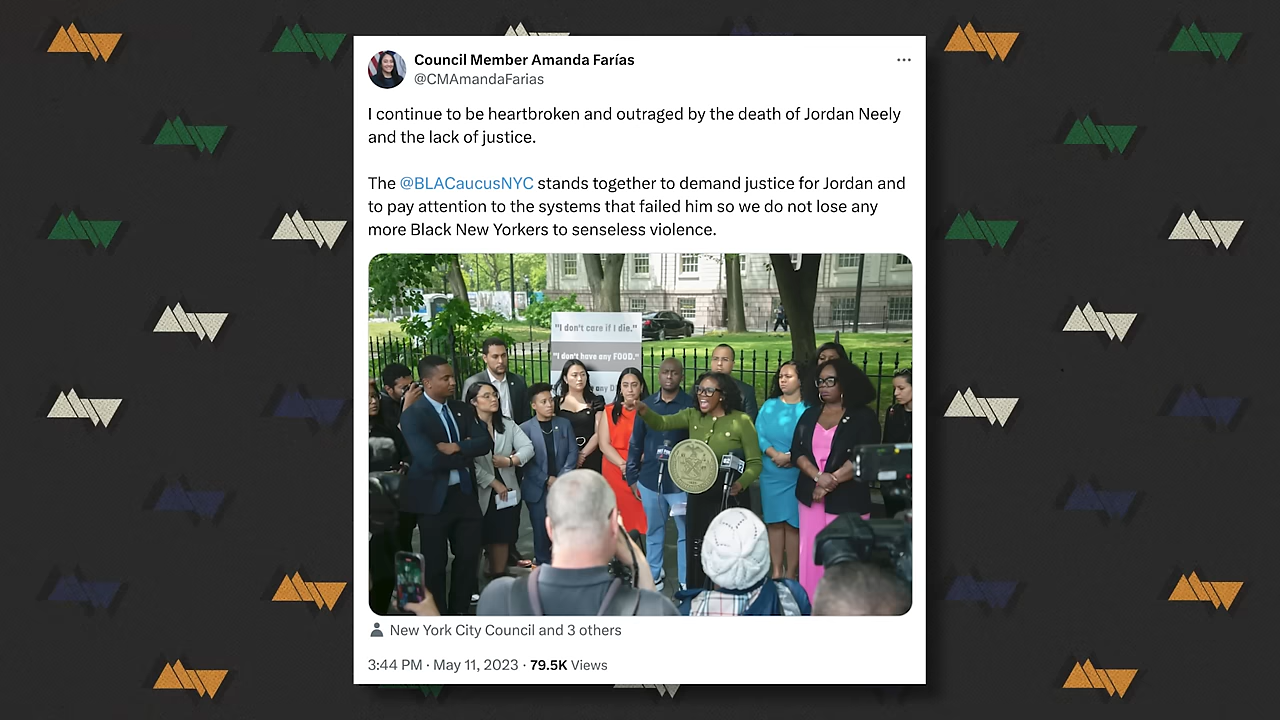 Council Member Amanda Farías
@CMAmandaFarias
I continue to be heartbroken and outraged by the death of Jordan Neely
and the lack of justice.
The @BLACaucusNYC stands together to demand justice for Jordan and
to pay attention to the systems that failed him so we do not lose any
more Black New Yorkers to senseless violence.
"I don't care if I die."
"I don't have any FOOD."
any D
New York City Council and 3 others
3:44 PM · May 11, 2023 · 79.5K Views